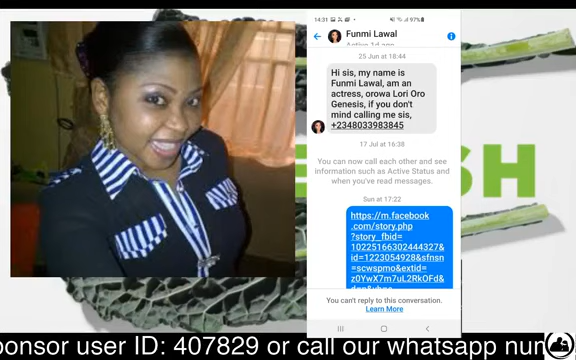 14:31
97%
Funmi Lawal
Active 1d ago
25 Jun at 18:44
Hi sis, my name is
Funmi Lawal, am an
actress, orowa Lori Oro
Genesis, if you don't
mind calling me sis,
+2348033983845
17 Jul at 16:38
You can now call each other and see
information such as Active Status and
when you've read messages.
Sun at 17:22
https://m.facebook
.com/story.php
?story_fbid=
10225166302444327&
id=1223054928&sfnsn
=scwspmo&extid=
z0YwX7m7uL2RkOFd&
You can't reply to this conversation.
Learn More
SH
ponsor user ID: 407829 or call our whatsapp num